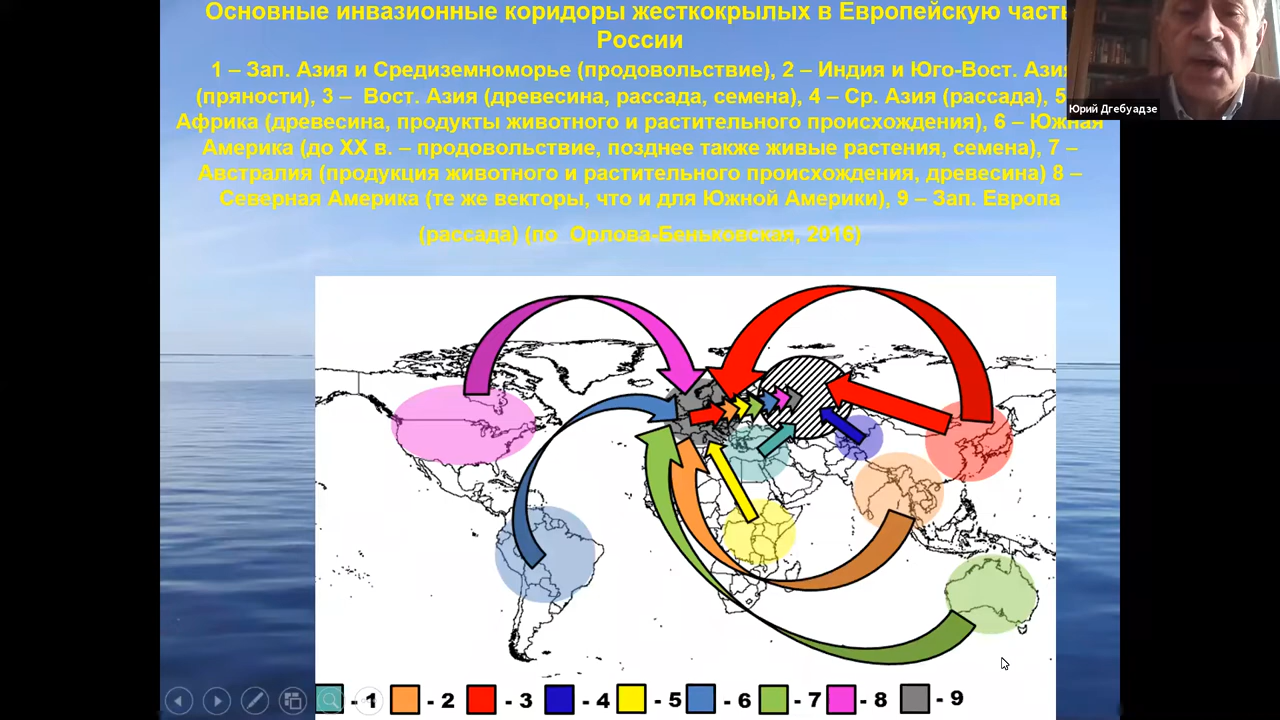 Основные инвазионные коридоры жесткокрылых в Европейскую часть
России
1 – Зап. Азия и Средиземноморье (продовольствие), 2 – Индия и Юго-Вост. Азия
(пряности), 3 – Вост. Азия (древесина, рассада, семена), 4 – Ср. Азия (рассада), 5
Африка (древесина, продукты животного и растительного происхождения), 6 – Южная
Америка (до XX в. – продовольствие, позднее также живые растения, семена), 7 –
Австралия (продукция животного и растительного происхождения, древесина) 8 –
Северная Америка (те же векторы, что и для Южной Америки), 9 – Зап. Европа
(рассада) (по Орлова-Беньковская, 2016)
Юрий Дгебуадзе
- 1 - 2 - 3 - 4 - 5 - 6 - 7 - 8 - 9